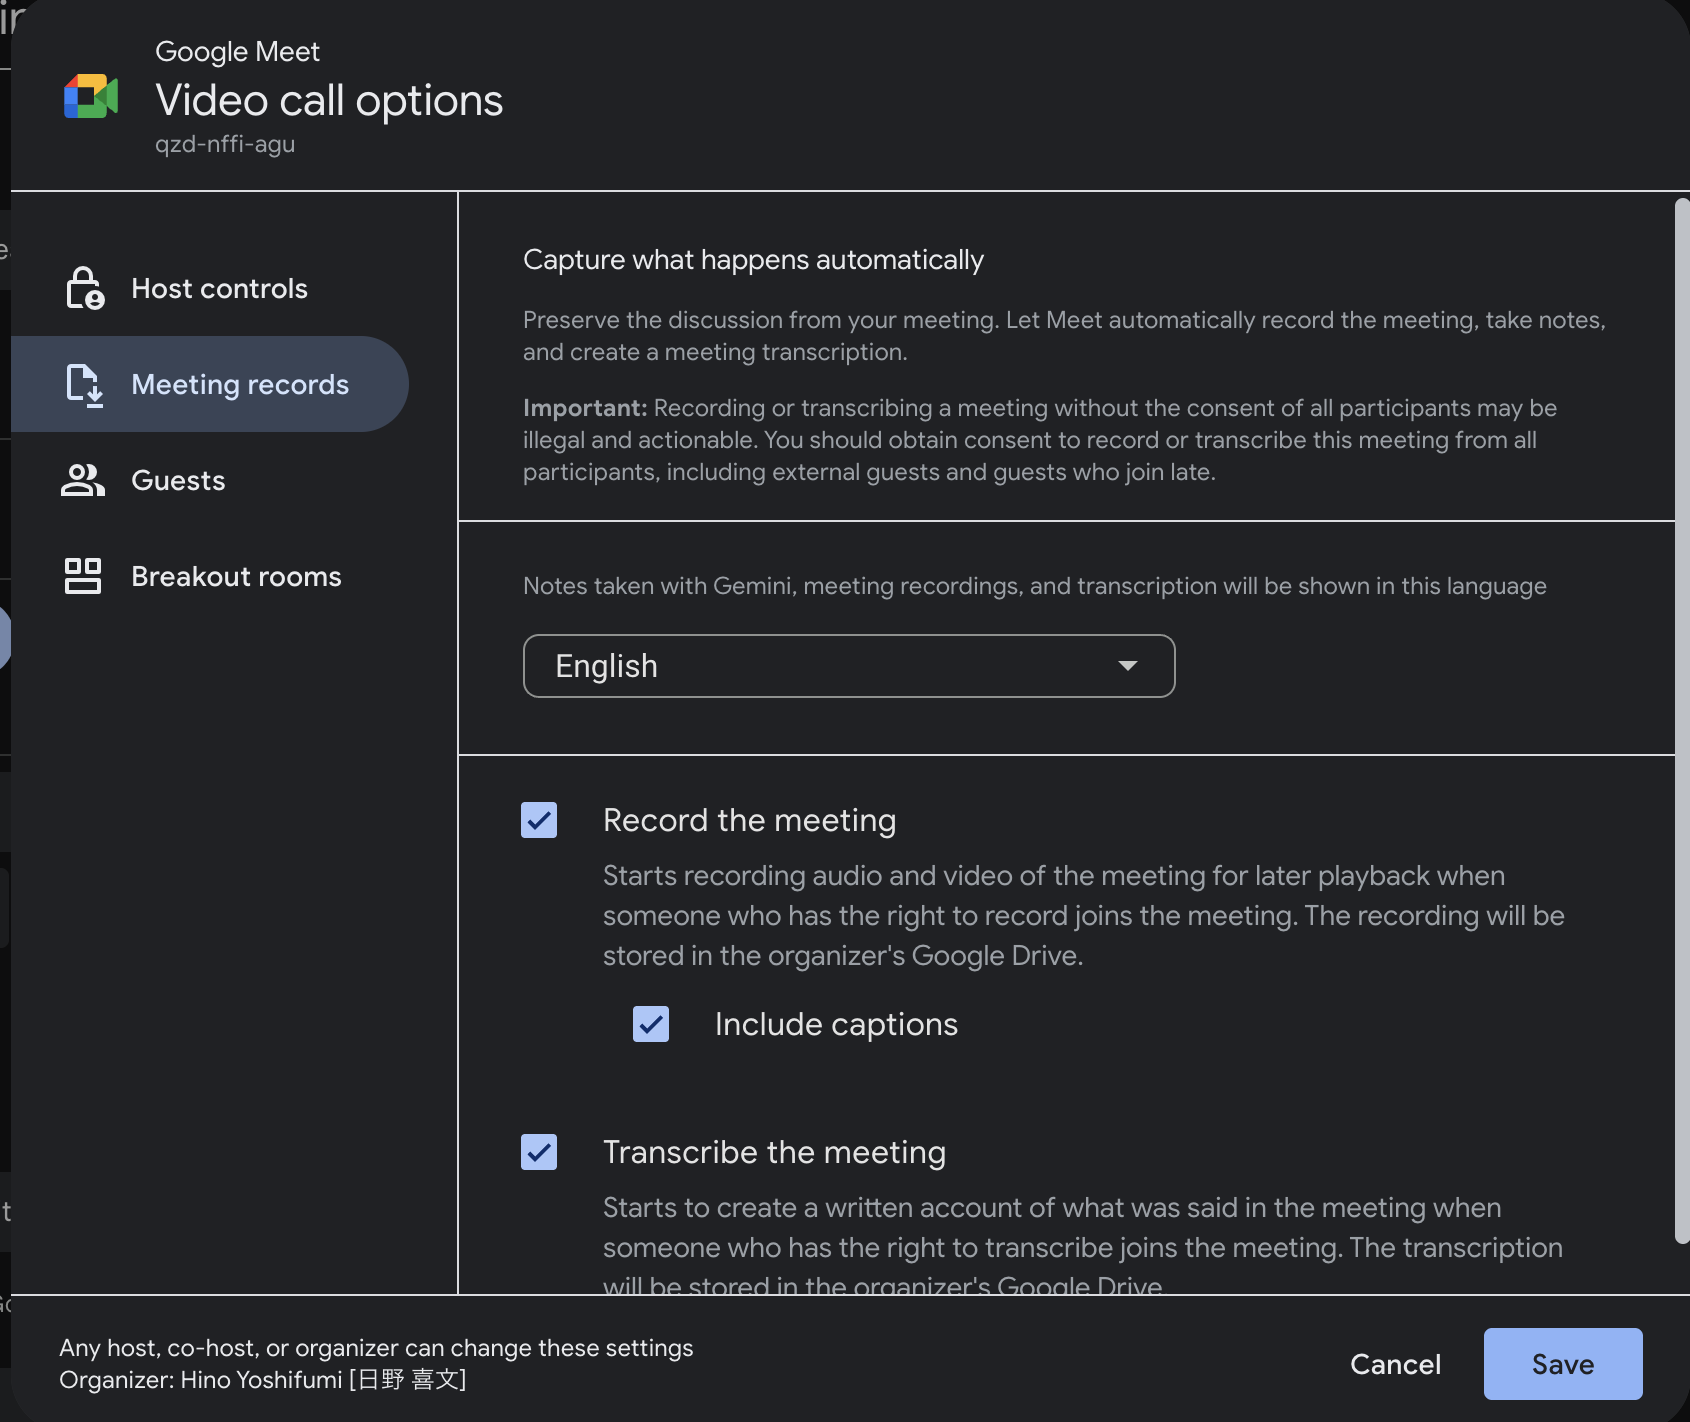 Google Meet
Video call options
qzd-nffi-agu
Host controls
Meeting records
Guests
Breakout rooms
Capture what happens automatically
Preserve the discussion from your meeting. Let Meet automatically record the meeting, take notes,
and create a meeting transcription.
Important: Recording or transcribing a meeting without the consent of all participants may be
illegal and actionable. You should obtain consent to record or transcribe this meeting from all
participants, including external guests and guests who join late.
Notes taken with Gemini, meeting recordings, and transcription will be shown in this language
English
Record the meeting
Starts recording audio and video of the meeting for later playback when
someone who has the right to record joins the meeting. The recording will be
stored in the organizer's Google Drive.
Include captions
Transcribe the meeting
Starts to create a written account of what was said in the meeting when
someone who has the right to transcribe joins the meeting. The transcription
will be stored in the organizer's Google Drive.
Any host, co-host, or organizer can change these settings
Organizer: Hino Yoshifumi [日野 喜文]
Cancel
Save